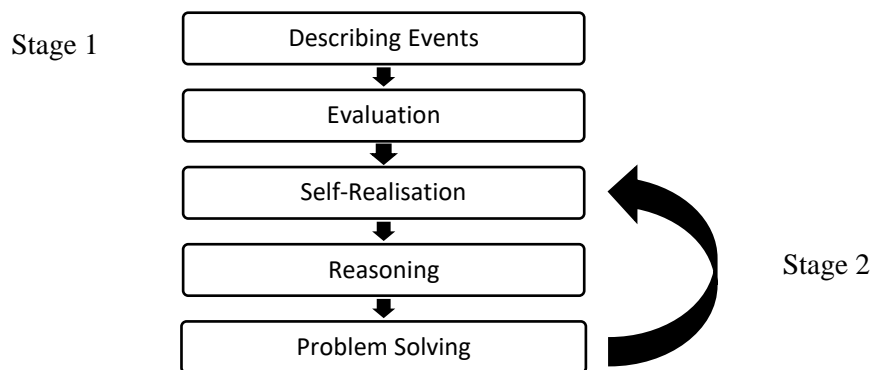 Describing Events
Stage 1
Evaluation
Self-Realisation
Reasoning
Stage 2
Problem Solving